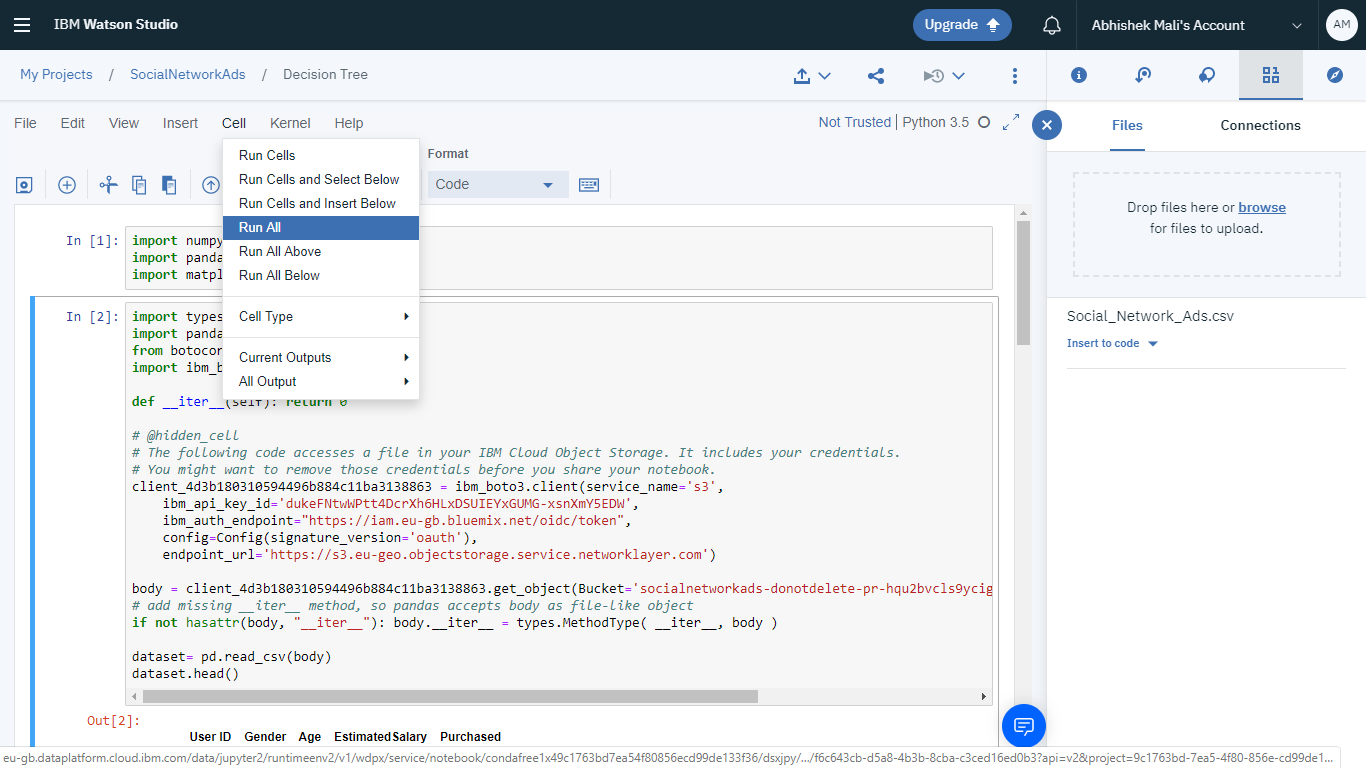 IBM Watson Studio
Upgrade
Abhishek Mali's Account
AM
My Projects / SocialNetworkAds / Decision Tree
File Edit View Insert Cell Kernel Help
Not Trusted | Python 3.5
Files Connections
Run Cells
Run Cells and Select Below
Run Cells and Insert Below
Run All
Run All Above
Run All Below
Cell Type
Current Outputs
All Output
Format
Code
Drop files here or browse
for files to upload.
Social_Network_Ads.csv
Insert to code
In [1]: import numpy
import panda
import matpl
In [2]: import types
import panda
from botocor
import ibm_b
def __iter__(self): return 0
# @hidden_cell
# The following code accesses a file in your IBM Cloud Object Storage. It includes your credentials.
# You might want to remove those credentials before you share your notebook.
client_4d3b180310594496b884c11ba3138863 = ibm_boto3.client(service_name='s3',
ibm_api_key_id='dukeFNtwWPtt4DcrXh6HLxDSUIEYxGUMG-xsnXmY5EDW',
ibm_auth_endpoint="https://iam.eu-gb.bluemix.net/oidc/token",
config=Config(signature_version='oauth'),
endpoint_url='https://s3.eu-geo.objectstorage.service.networklayer.com')
body = client_4d3b180310594496b884c11ba3138863.get_object(Bucket='socialnetworkads-donotdelete-pr-hqu2bvcls9ycig
# add missing __iter__ method, so pandas accepts body as file-like object
if not hasattr(body, "__iter__"): body.__iter__ = types.MethodType( __iter__, body )
dataset= pd.read_csv(body)
dataset.head()
Out[2]:
User ID Gender Age EstimatedSalary Purchased
eu-gb.dataplatform.cloud.ibm.com/data/jupyter2/runtimeenv2/v1/wdpx/service/notebook/condafree1x49c1763bd7ea54f80856ecd99de133f36/dsxjpy/.../f6c643cb-d5a8-4b3b-8cba-c3ced16ed0b3?api=v2&project=9c1763bd-7ea5-4f80-856e-cd99de1...